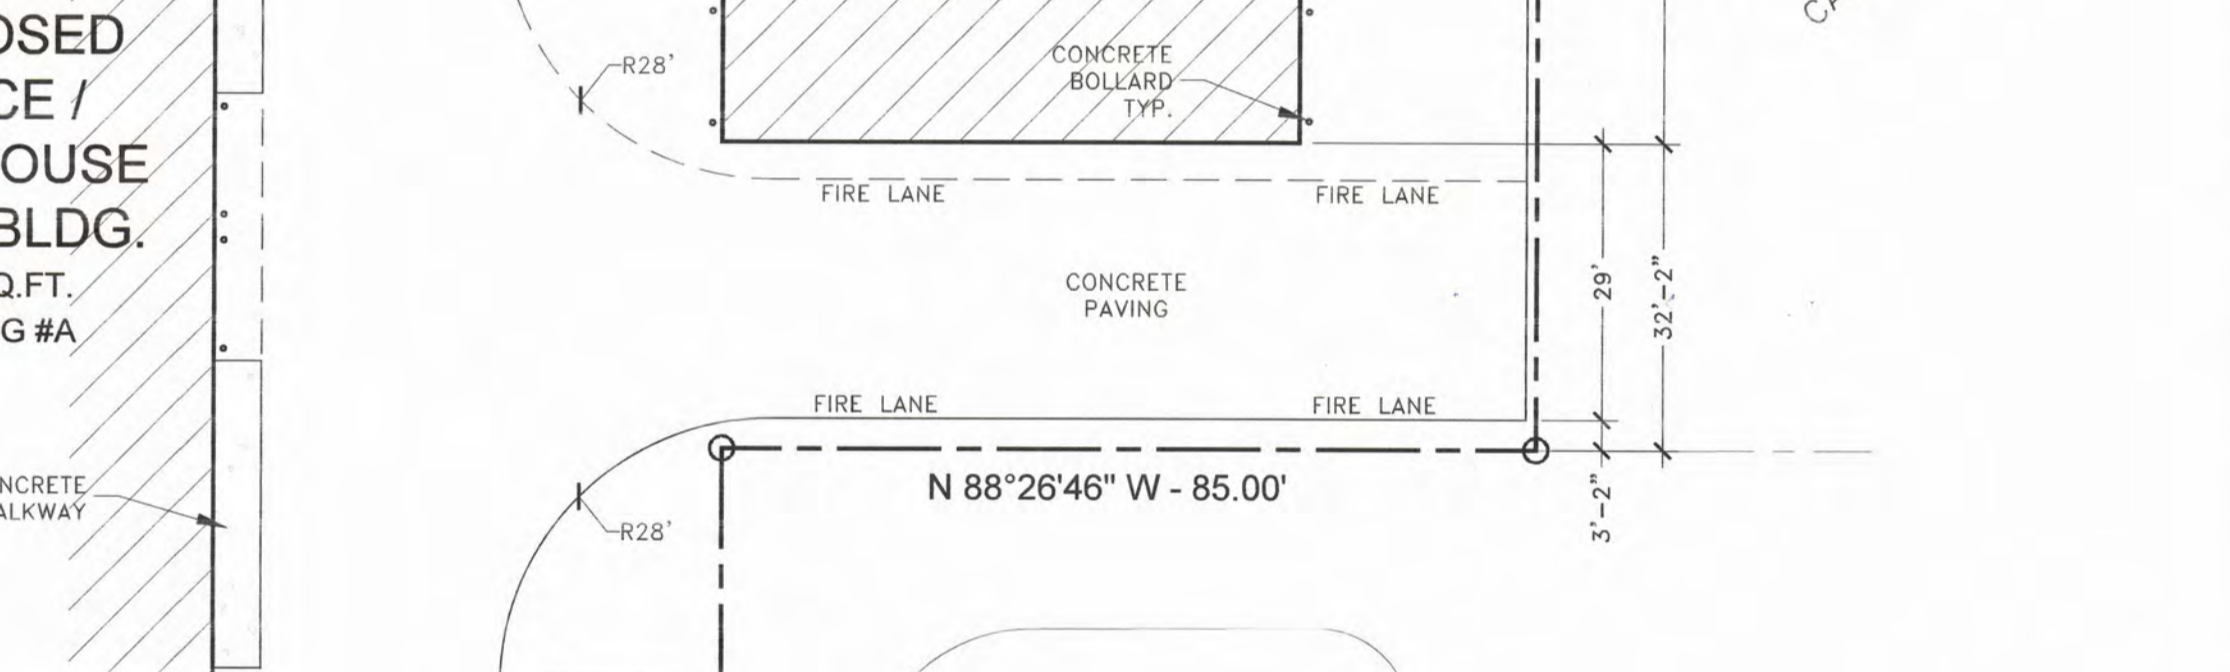 OSED
CE /
OUSE
BLDG.
Q.FT.
G #A
NCRETE
ALKWAY
R28'
CONCRETE
BOLLARD
TYP.
FIRE LANE
FIRE LANE
CONCRETE
PAVING
FIRE LANE
FIRE LANE
N 88°26'46" W - 85.00'
R28'
29'
32'-2"
3'-2"